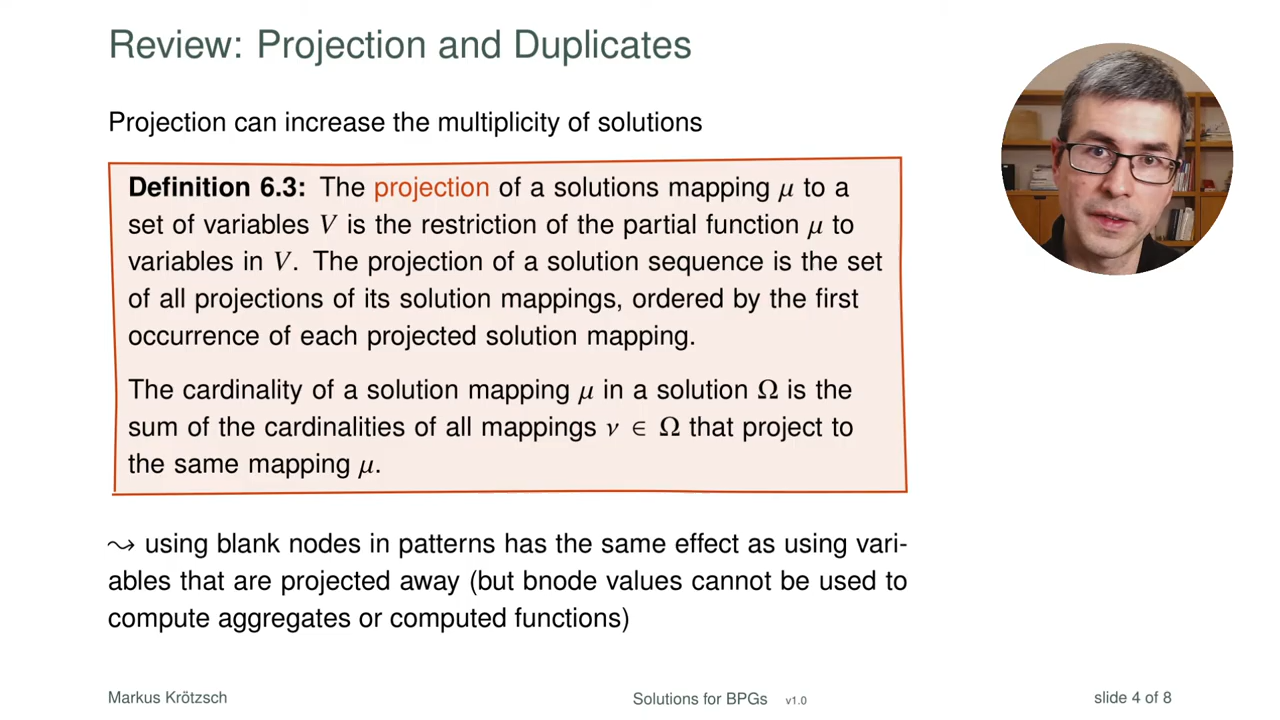 Review: Projection and Duplicates
Projection can increase the multiplicity of solutions
Definition 6.3: The projection of a solutions mapping μ to a
set of variables V is the restriction of the partial function μ to
variables in V. The projection of a solution sequence is the set
of all projections of its solution mappings, ordered by the first
occurrence of each projected solution mapping.
The cardinality of a solution mapping μ in a solution Ω is the
sum of the cardinalities of all mappings ν ∈ Ω that project to
the same mapping μ.
⤳ using blank nodes in patterns has the same effect as using vari-
ables that are projected away (but bnode values cannot be used to
compute aggregates or computed functions)
Markus Krötzsch
Solutions for BPGs v1.0
slide 4 of 8